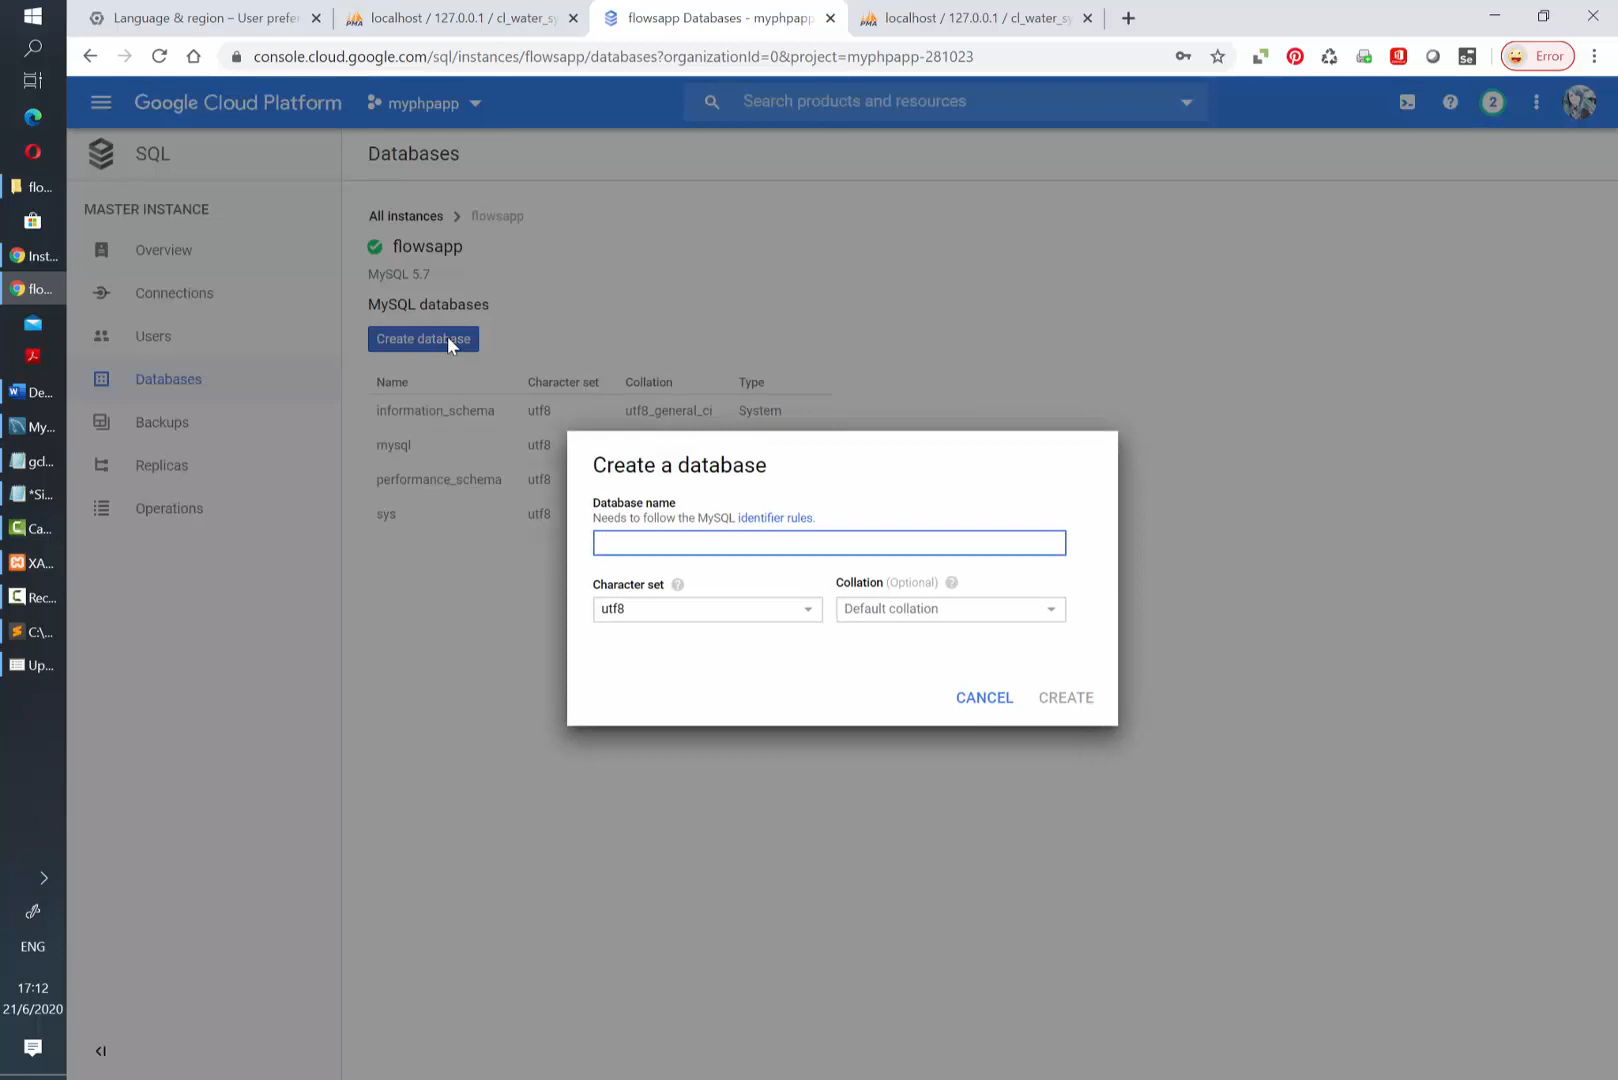 Language & region – User prefer
localhost / 127.0.0.1 / cl_water_sy
flowsapp Databases - myphpapp
localhost / 127.0.0.1 / cl_water_sy
console.cloud.google.com/sql/instances/flowsapp/databases?organizationId=0&project=myphpapp-281023
Se
Error
Google Cloud Platform
myphpapp
Search products and resources
2
SQL
Databases
MASTER INSTANCE
Overview
Connections
Users
Databases
Backups
Replicas
Operations
All instances
flowsapp
flowsapp
MySQL 5.7
MySQL databases
Create database
Name Character set Collation Type
information_schema utf8 utf8_general_ci System
mysql utf8
performance_schema utf8
sys utf8
Create a database
Database name
Needs to follow the MySQL identifier rules.
Character set
Collation (Optional)
utf8
Default collation
CANCEL CREATE
flo...
Inst...
flo...
De...
My...
gcl...
*Si...
Ca...
XA...
Rec...
C:\...
Up...
ENG
17:12
21/6/2020